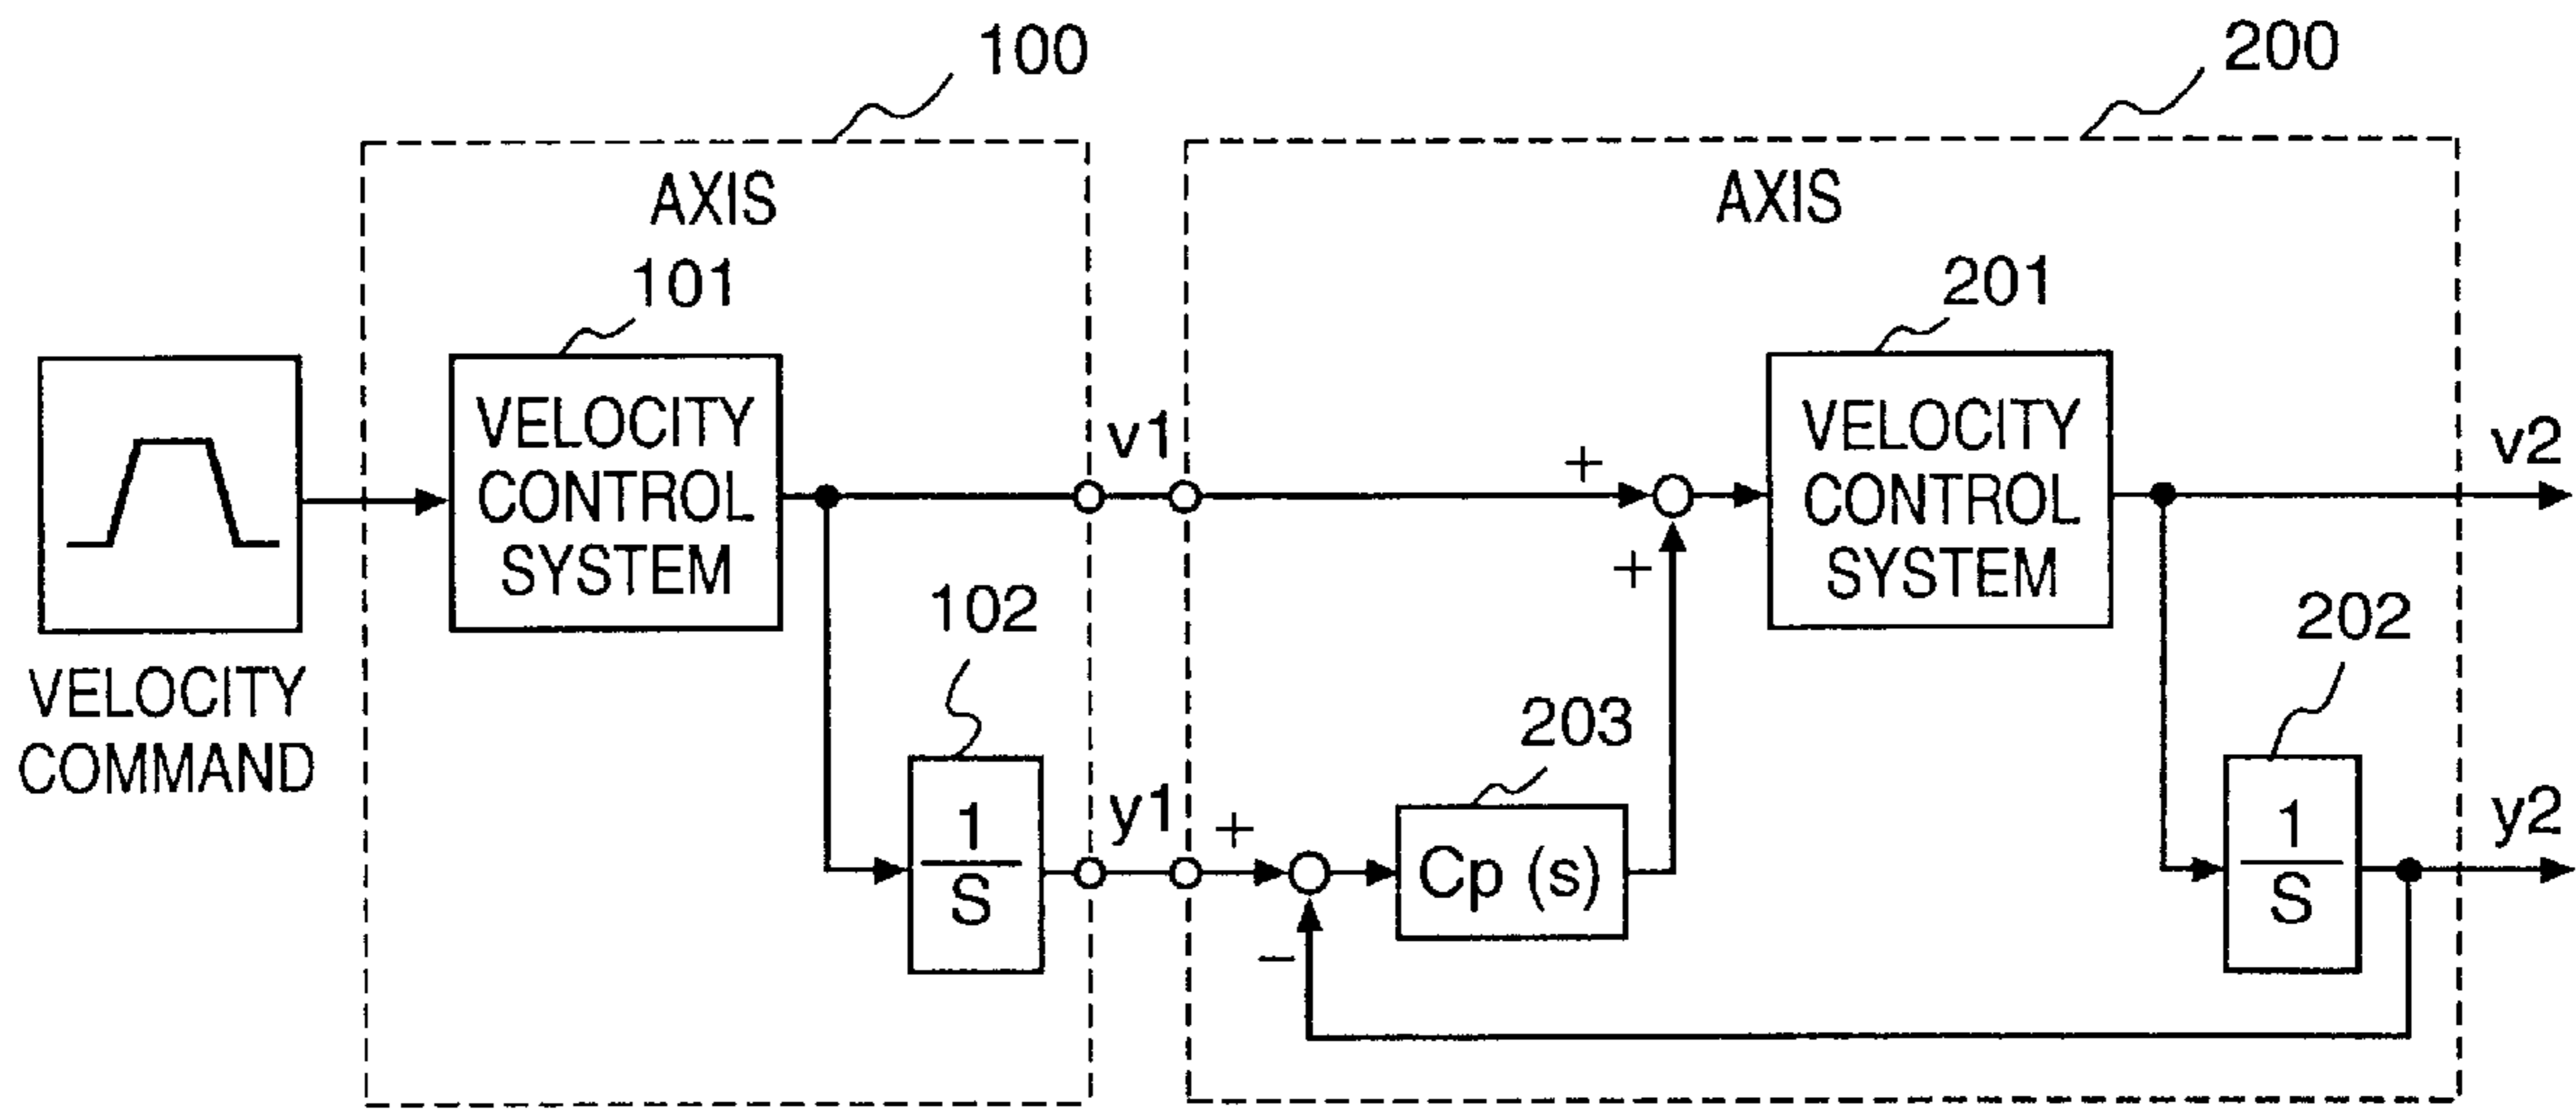 100
200
AXIS
AXIS
101
201
VELOCITY
CONTROL
SYSTEM
VELOCITY
CONTROL
SYSTEM
v1
+
+
v2
VELOCITY
COMMAND
102
202
203
1
S
y1
+
−
Cp (s)
1
S
y2